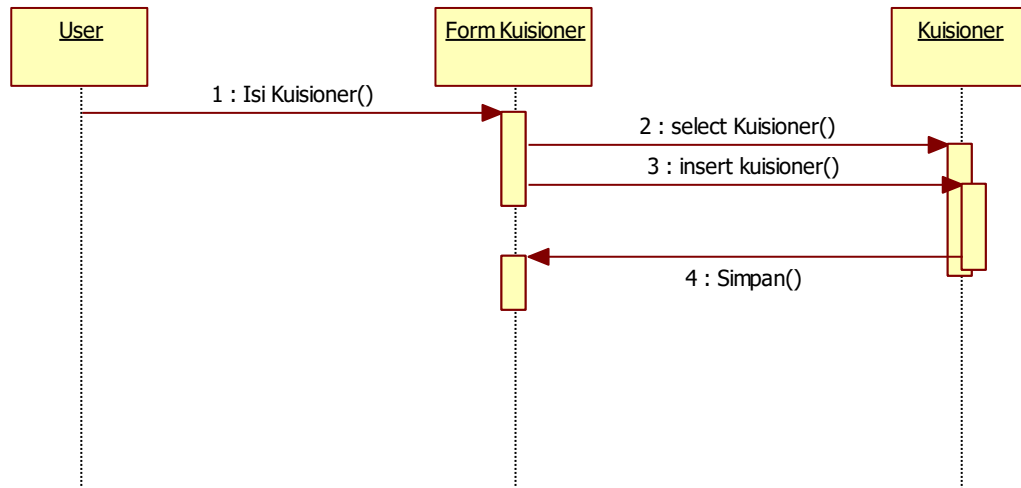 User
Form Kuisioner
Kuisioner
1 : Isi Kuisioner()
2 : select Kuisioner()
3 : insert kuisioner()
4 : Simpan()